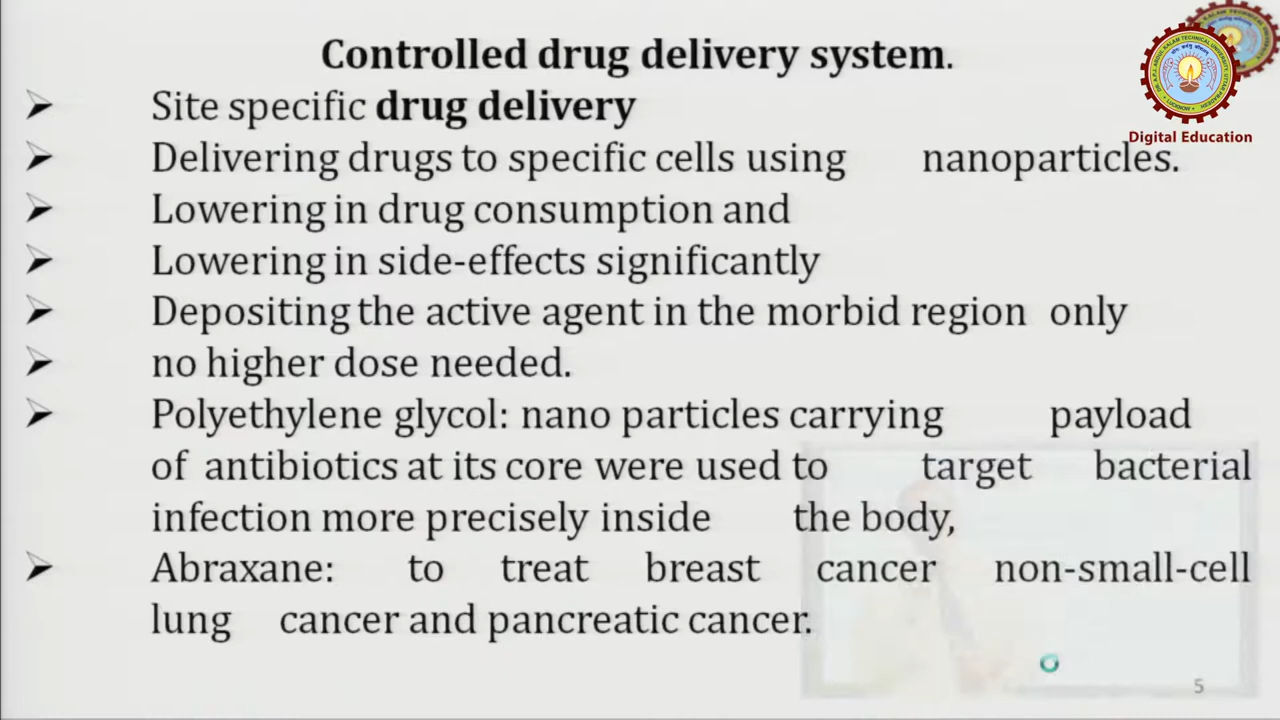 Controlled drug delivery system.
➢ Site specific drug delivery
➢ Delivering drugs to specific cells using nanoparticles.
➢ Lowering in drug consumption and
➢ Lowering in side-effects significantly
➢ Depositing the active agent in the morbid region only
➢ no higher dose needed.
➢ Polyethylene glycol: nano particles carrying payload
of antibiotics at its core were used to target bacterial
infection more precisely inside the body,
➢ Abraxane: to treat breast cancer non-small-cell
lung cancer and pancreatic cancer.
Digital Education
5